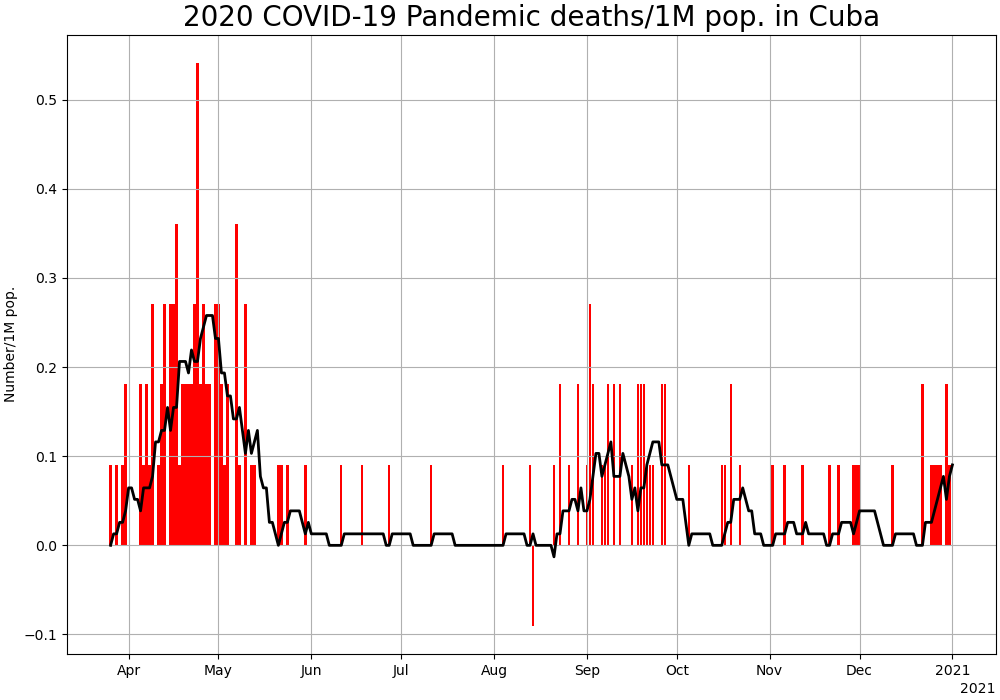 2020 COVID-19 Pandemic deaths/1M pop. in Cuba
Number/1M pop.
0.5
0.4
0.3
0.2
0.1
0.0
−0.1
Apr May Jun Jul Aug Sep Oct Nov Dec 2021
2021